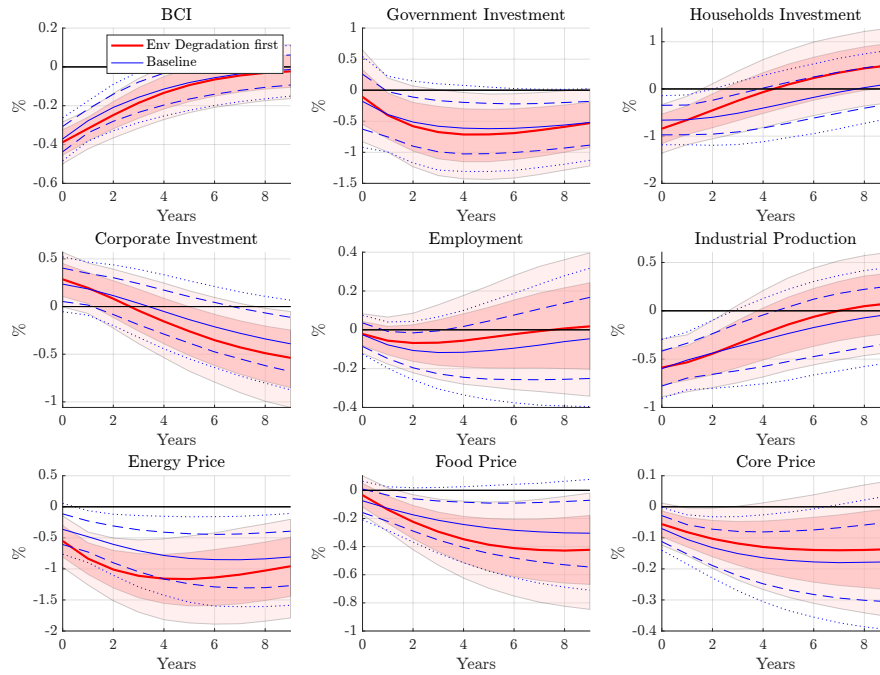 BCI
0.2
0
-0.2
-0.4
-0.6
%
0 2 4 6 8
Years
Env Degradation first
Baseline
Government Investment
1
0.5
0
-0.5
-1
-1.5
%
0 2 4 6 8
Years
Households Investment
1
0
-1
-2
%
0 2 4 6 8
Years
Corporate Investment
0.5
0
-0.5
-1
%
0 2 4 6 8
Years
Employment
0.4
0.2
0
-0.2
-0.4
%
0 2 4 6 8
Years
Industrial Production
0.5
0
-0.5
-1
%
0 2 4 6 8
Years
Energy Price
0.5
0
-0.5
-1
-1.5
-2
%
0 2 4 6 8
Years
Food Price
0
-0.2
-0.4
-0.6
-0.8
-1
%
0 2 4 6 8
Years
Core Price
0.1
0
-0.1
-0.2
-0.3
-0.4
%
0 2 4 6 8
Years